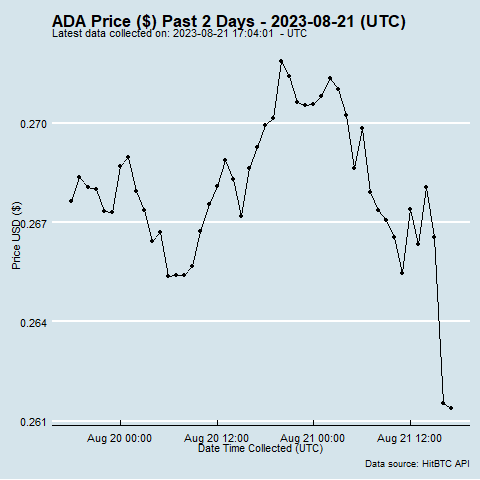 ADA Price ($) Past 2 Days - 2023-08-21 (UTC)
Latest data collected on: 2023-08-21 17:04:01 - UTC
0.270
0.267
0.264
0.261
Price USD ($)
Aug 20 00:00
Aug 20 12:00
Aug 21 00:00
Aug 21 12:00
Date Time Collected (UTC)
Data source: HitBTC API